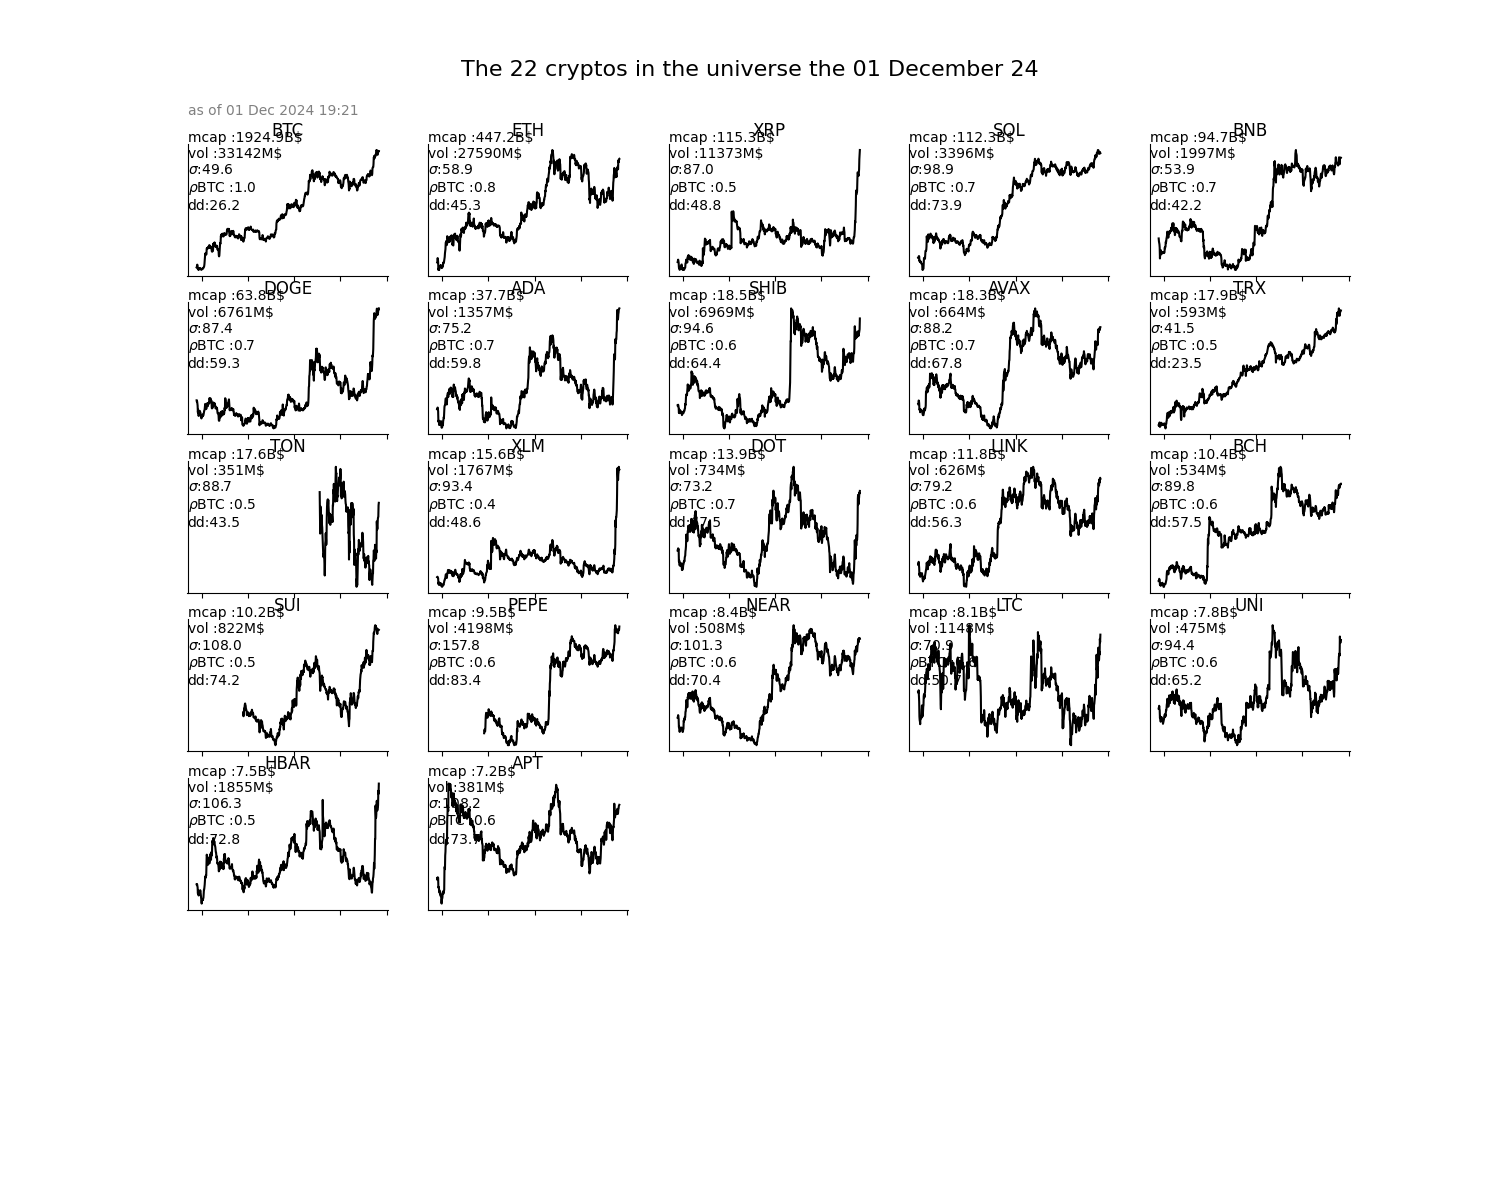 The 22 cryptos in the universe the 01 December 24
as of 01 Dec 2024 19:21
BTC
mcap :1924.9B$
vol :33142M$
σ:49.6
ρBTC :1.0
dd:26.2
ETH
mcap :447.2B$
vol :27590M$
σ:58.9
ρBTC :0.8
dd:45.3
XRP
mcap :115.3B$
vol :11373M$
σ:87.0
ρBTC :0.5
dd:48.8
SOL
mcap :112.3B$
vol :3396M$
σ:98.9
ρBTC :0.7
dd:73.9
BNB
mcap :94.7B$
vol :1997M$
σ:53.9
ρBTC :0.7
dd:42.2
DOGE
mcap :63.8B$
vol :6761M$
σ:87.4
ρBTC :0.7
dd:59.3
ADA
mcap :37.7B$
vol :1357M$
σ:75.2
ρBTC :0.7
dd:59.8
SHIB
mcap :18.5B$
vol :6969M$
σ:94.6
ρBTC :0.6
dd:64.4
AVAX
mcap :18.3B$
vol :664M$
σ:88.2
ρBTC :0.7
dd:67.8
TRX
mcap :17.9B$
vol :593M$
σ:41.5
ρBTC :0.5
dd:23.5
TON
mcap :17.6B$
vol :351M$
σ:88.7
ρBTC :0.5
dd:43.5
XLM
mcap :15.6B$
vol :1767M$
σ:93.4
ρBTC :0.4
dd:48.6
DOT
mcap :13.9B$
vol :734M$
σ:73.2
ρBTC :0.7
LINK
mcap :11.8B$
vol :626M$
σ:79.2
ρBTC :0.6
dd:56.3
BCH
mcap :10.4B$
vol :534M$
σ:89.8
ρBTC :0.6
dd:57.5
SUI
mcap :10.2B$
vol :822M$
σ:108.0
ρBTC :0.5
dd:74.2
PEPE
mcap :9.5B$
vol :4198M$
σ:157.8
ρBTC :0.6
dd:83.4
NEAR
mcap :8.4B$
vol :508M$
σ:101.3
ρBTC :0.6
dd:70.4
LTC
mcap :8.1B$
vol :1148M$
UNI
mcap :7.8B$
vol :475M$
σ:94.4
ρBTC :0.6
dd:65.2
HBAR
mcap :7.5B$
vol :1855M$
σ:106.3
ρBTC :0.5
dd:72.8
APT
mcap :7.2B$
vol :381M$
σ:108.2
ρBTC :0.6